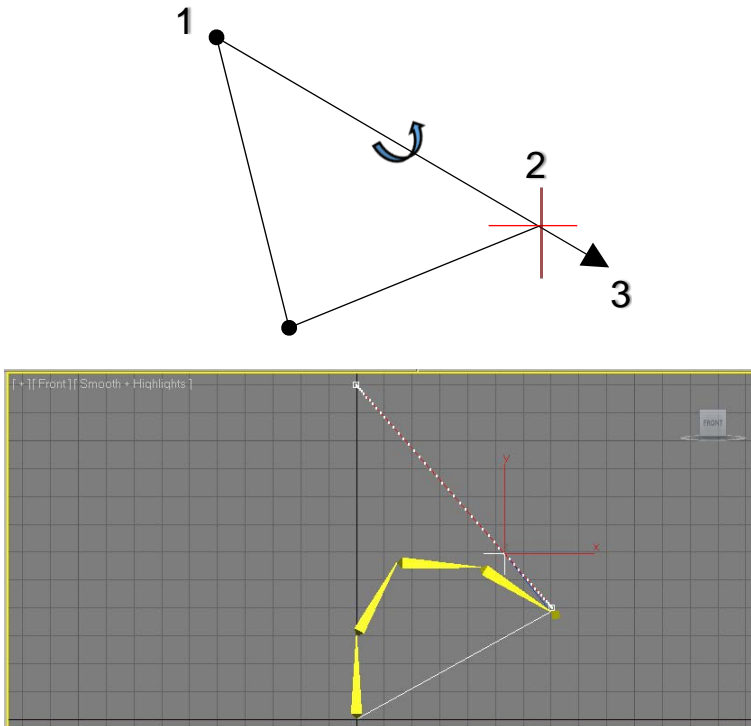 1
2
3
[ + ][ Front ][ Smooth + Highlights ]
FRONT
y
x